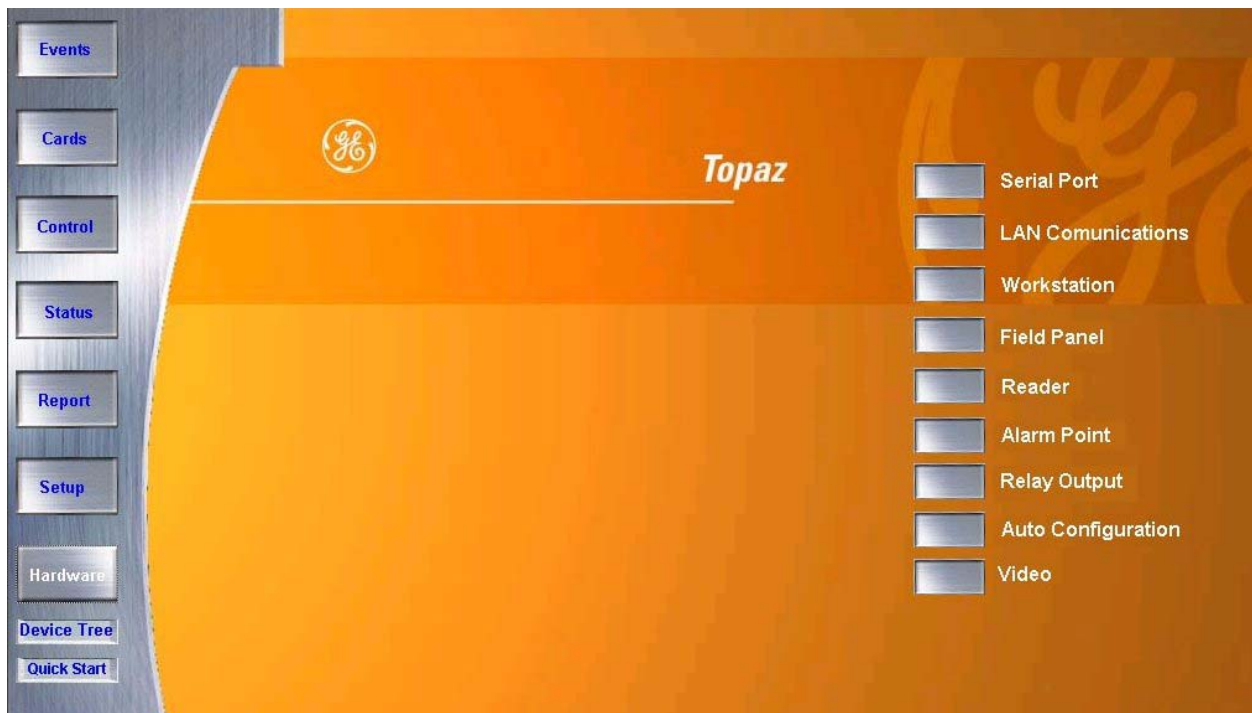 Events
Cards
Control
Status
Report
Setup
Hardware
Device Tree
Quick Start
GE
Topaz
Serial Port
LAN Comunications
Workstation
Field Panel
Reader
Alarm Point
Relay Output
Auto Configuration
Video